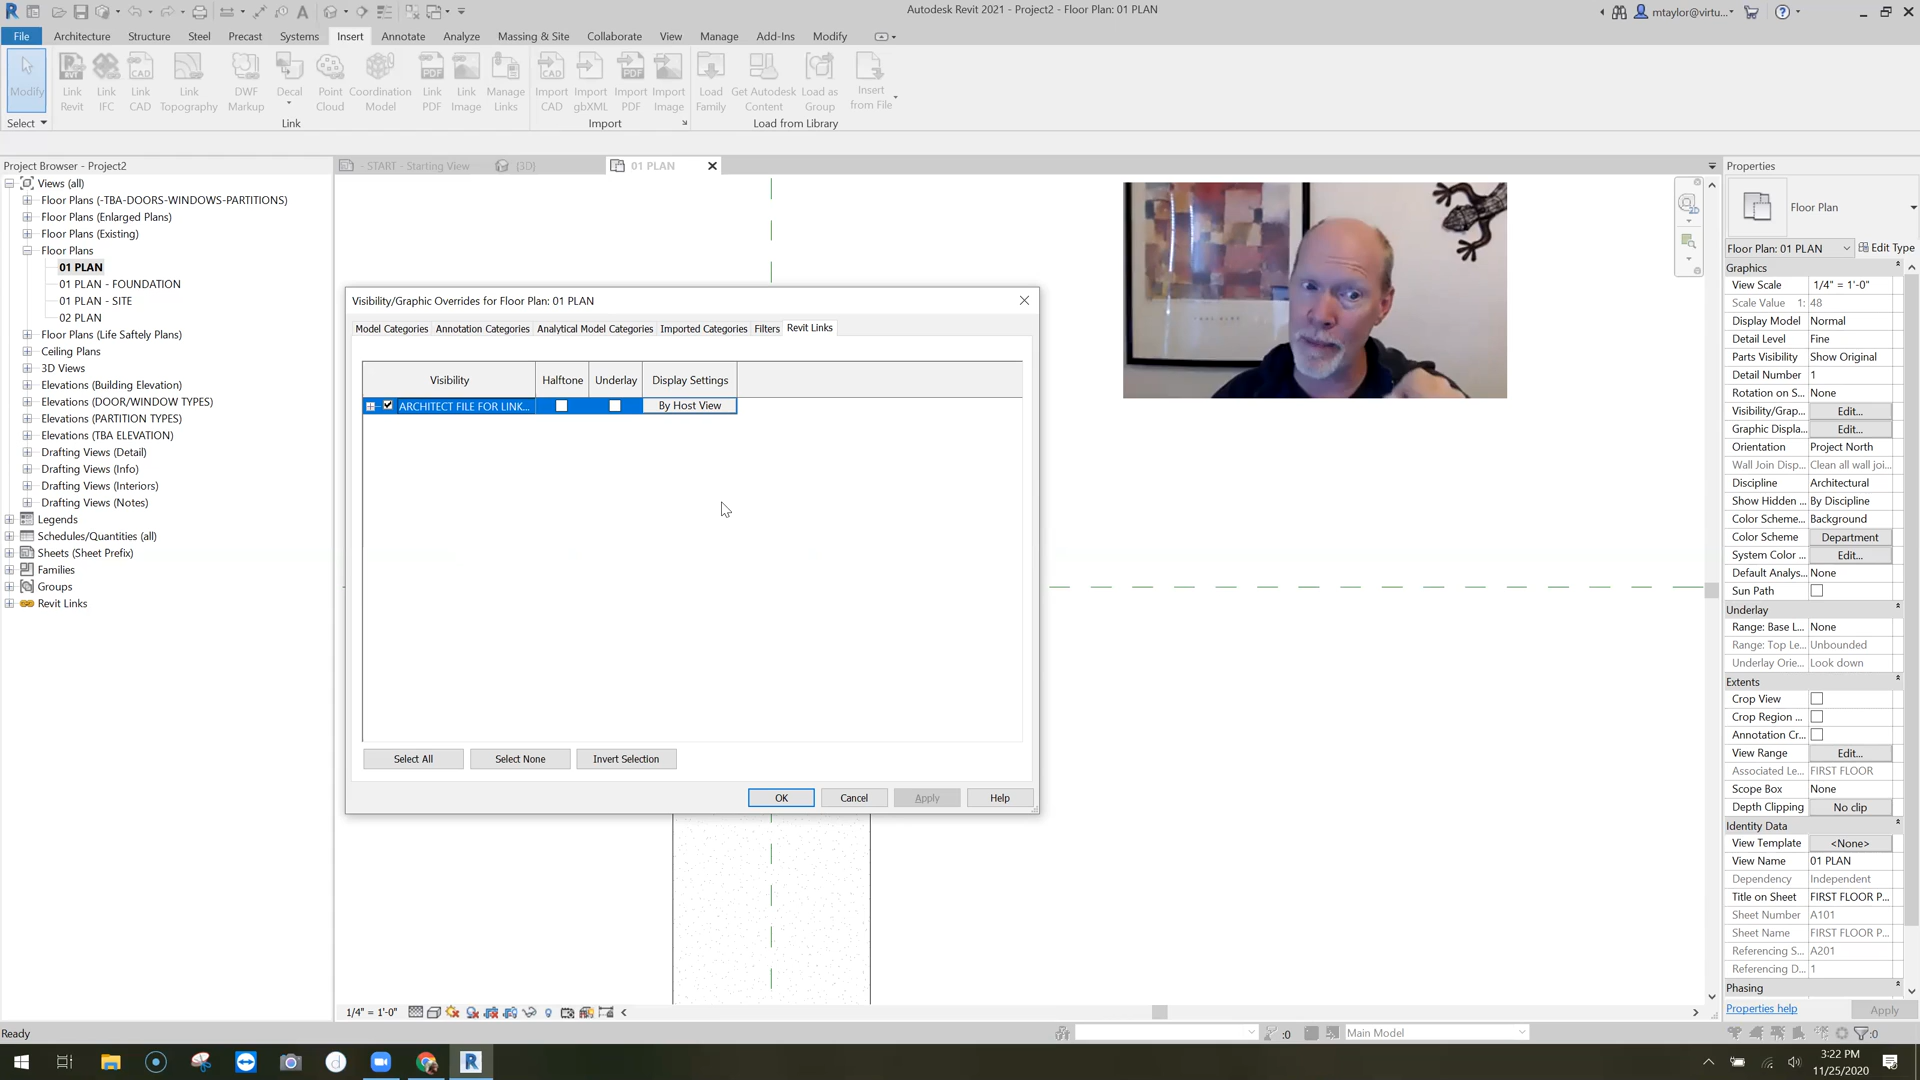 Autodesk Revit 2021 - Project2 - Floor Plan: 01 PLAN
mtaylor@virtu...
File Architecture Structure Steel Precast Systems Insert Annotate Analyze Massing & Site Collaborate View Manage Add-Ins Modify
Modify
Link Revit
Link IFC
Link CAD
Link Topography
DWF Markup
Decal
Point Cloud
Coordination Model
Link PDF
Link Image
Manage Links
Import CAD
Import gbXML
Import PDF
Import Image
Load Family
Get Autodesk Content
Load as Group
Insert from File
Select Link Import Load from Library
Project Browser - Project2
Views (all)
Floor Plans (-TBA-DOORS-WINDOWS-PARTITIONS)
Floor Plans (Enlarged Plans)
Floor Plans (Existing)
Floor Plans
01 PLAN
01 PLAN - FOUNDATION
01 PLAN - SITE
02 PLAN
Floor Plans (Life Saftely Plans)
Ceiling Plans
3D Views
Elevations (Building Elevation)
Elevations (DOOR/WINDOW TYPES)
Elevations (PARTITION TYPES)
Elevations (TBA ELEVATION)
Drafting Views (Detail)
Drafting Views (Info)
Drafting Views (Interiors)
Drafting Views (Notes)
Legends
Schedules/Quantities (all)
Sheets (Sheet Prefix)
Families
Groups
Revit Links
- START - Starting View {3D} 01 PLAN
Visibility/Graphic Overrides for Floor Plan: 01 PLAN
Model Categories Annotation Categories Analytical Model Categories Imported Categories Filters Revit Links
Visibility Halftone Underlay Display Settings
ARCHITECT FILE FOR LINK... By Host View
Select All Select None Invert Selection
OK Cancel Apply Help
Properties
Floor Plan
Floor Plan: 01 PLAN Edit Type
Graphics
View Scale 1/4" = 1'-0"
Scale Value 1: 48
Display Model Normal
Detail Level Fine
Parts Visibility Show Original
Detail Number 1
Rotation on S... None
Visibility/Grap... Edit...
Graphic Displa... Edit...
Orientation Project North
Wall Join Disp... Clean all wall joi...
Discipline Architectural
Show Hidden ... By Discipline
Color Scheme... Background
Color Scheme Department
System Color ... Edit...
Default Analys... None
Sun Path
Underlay
Range: Base L... None
Range: Top Le... Unbounded
Underlay Orie... Look down
Extents
Crop View
Crop Region ...
Annotation Cr...
View Range Edit...
Associated Le... FIRST FLOOR
Scope Box None
Depth Clipping No clip
Identity Data
View Template <None>
View Name 01 PLAN
Dependency Independent
Title on Sheet FIRST FLOOR P...
Sheet Number A101
Sheet Name FIRST FLOOR P...
Referencing S... A201
Referencing D... 1
Phasing
Properties help Apply
1/4" = 1'-0"
Ready :0 Main Model :0
3:22 PM
11/25/2020